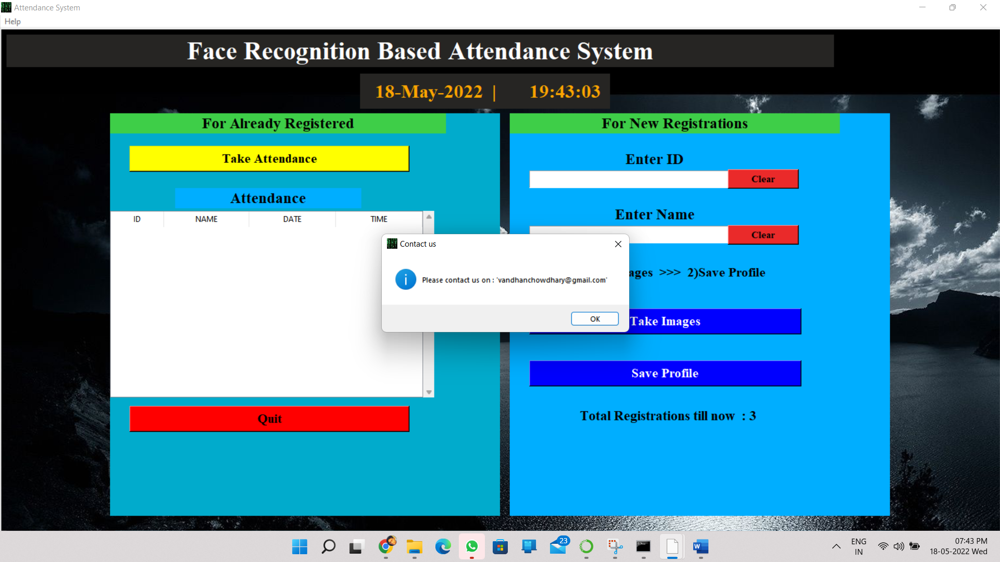 Attendance System
Help
Face Recognition Based Attendance System
18-May-2022 | 19:43:03
For Already Registered
Take Attendance
Attendance
ID NAME DATE TIME
Quit
For New Registrations
Enter ID
Clear
Enter Name
Clear
>>> 2)Save Profile
Take Images
Save Profile
Total Registrations till now : 3
Contact us
Please contact us on : 'vandhanchowdhary@gmail.com'
OK
23
W
ENG
IN
07:43 PM
18-05-2022 Wed